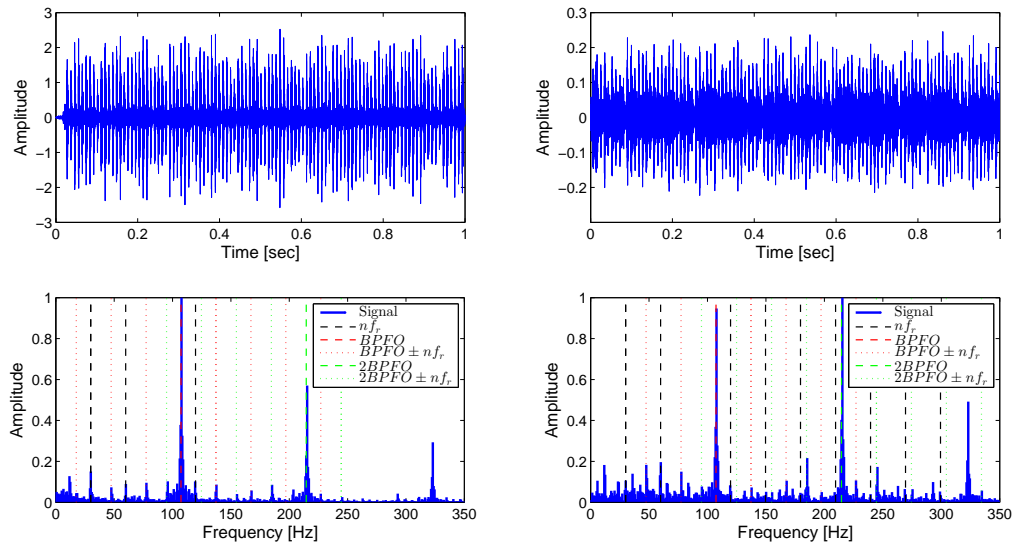 3
2
1
0
−1
−2
−3
0 0.2 0.4 0.6 0.8 1
Amplitude
Time [sec]
0.3
0.2
0.1
0
−0.1
−0.2
0 0.2 0.4 0.6 0.8 1
Amplitude
Time [sec]
1
0.8
0.6
0.4
0.2
0
0 50 100 150 200 250 300 350
Amplitude
Frequency [Hz]
Signal
nf_r
BPFO
BPFO ± nf_r
2BPFO
2BPFO ± nf_r
1
0.8
0.6
0.4
0.2
0
0 50 100 150 200 250 300 350
Amplitude
Frequency [Hz]
Signal
nf_r
BPFO
BPFO ± nf_r
2BPFO
2BPFO ± nf_r